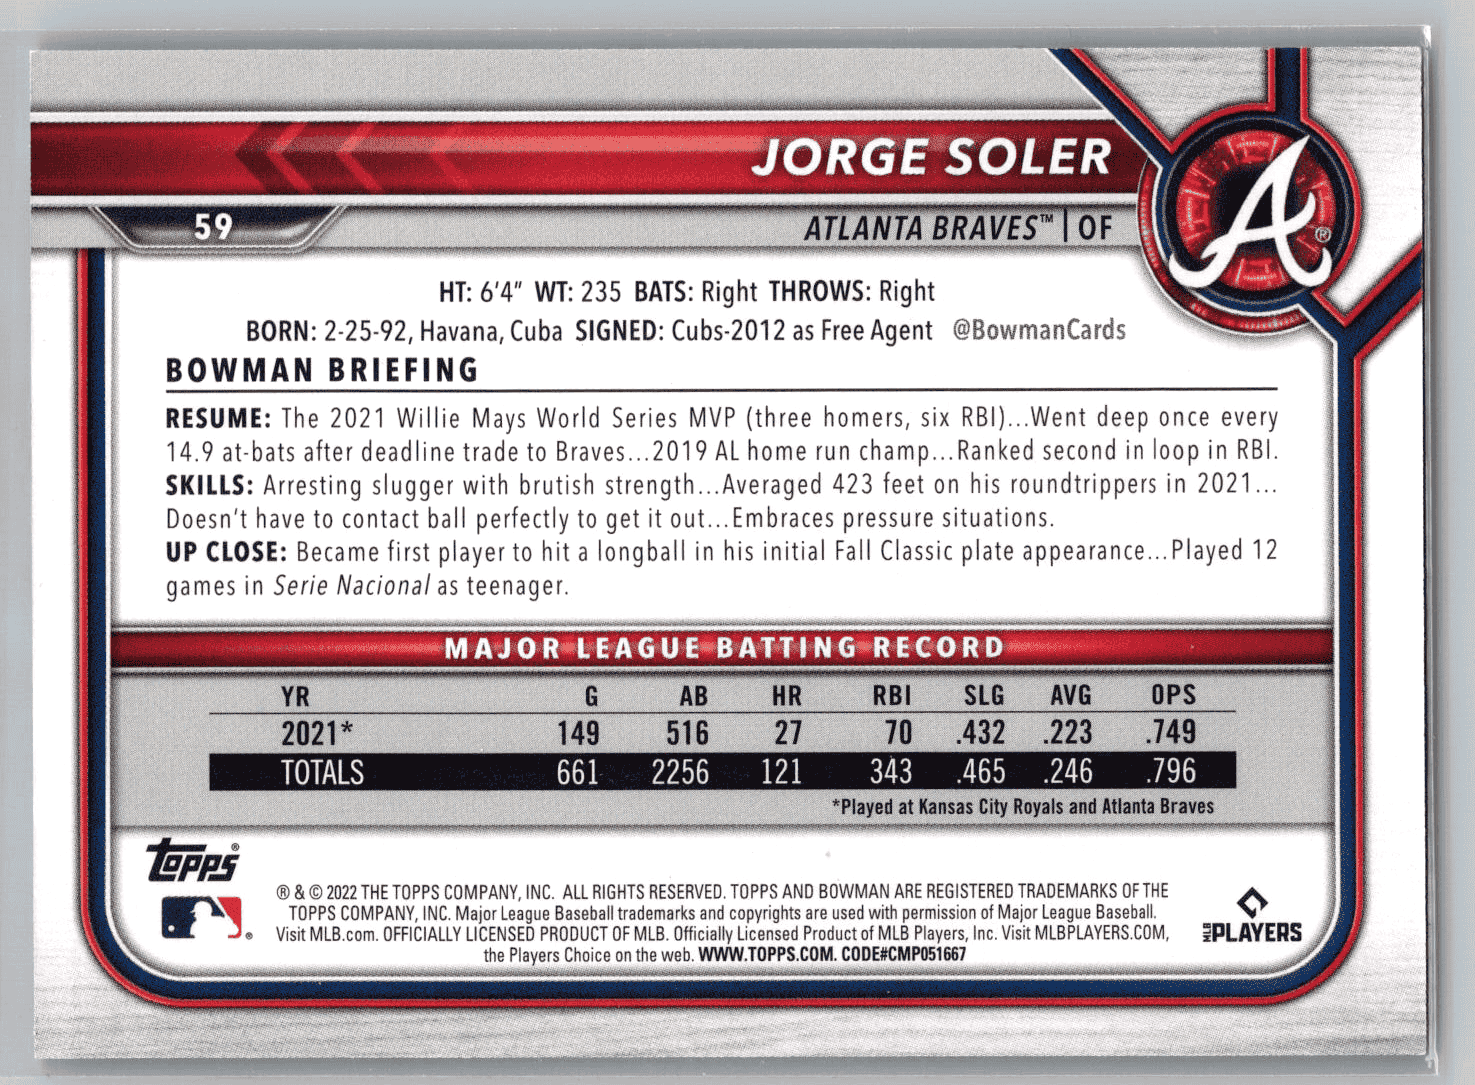 JORGE SOLER
59
ATLANTA BRAVES™ | OF
HT: 6'4" WT: 235 BATS: Right THROWS: Right
BORN: 2-25-92, Havana, Cuba SIGNED: Cubs-2012 as Free Agent @BowmanCards
BOWMAN BRIEFING
RESUME: The 2021 Willie Mays World Series MVP (three homers, six RBI)...Went deep once every
14.9 at-bats after deadline trade to Braves...2019 AL home run champ...Ranked second in loop in RBI.
SKILLS: Arresting slugger with brutish strength...Averaged 423 feet on his roundtrippers in 2021...
Doesn't have to contact ball perfectly to get it out...Embraces pressure situations.
UP CLOSE: Became first player to hit a longball in his initial Fall Classic plate appearance...Played 12
games in Serie Nacional as teenager.
MAJOR LEAGUE BATTING RECORD
YR G AB HR RBI SLG AVG OPS
2021* 149 516 27 70 .432 .223 .749
TOTALS 661 2256 121 343 .465 .246 .796
*Played at Kansas City Royals and Atlanta Braves
Topps®
® & © 2022 THE TOPPS COMPANY, INC. ALL RIGHTS RESERVED. TOPPS AND BOWMAN ARE REGISTERED TRADEMARKS OF THE
TOPPS COMPANY, INC. Major League Baseball trademarks and copyrights are used with permission of Major League Baseball.
Visit MLB.com. OFFICIALLY LICENSED PRODUCT OF MLB. Officially Licensed Product of MLB Players, Inc. Visit MLBPLAYERS.COM,
the Players Choice on the web. WWW.TOPPS.COM. CODE#CMP051667
MLB PLAYERS
A®